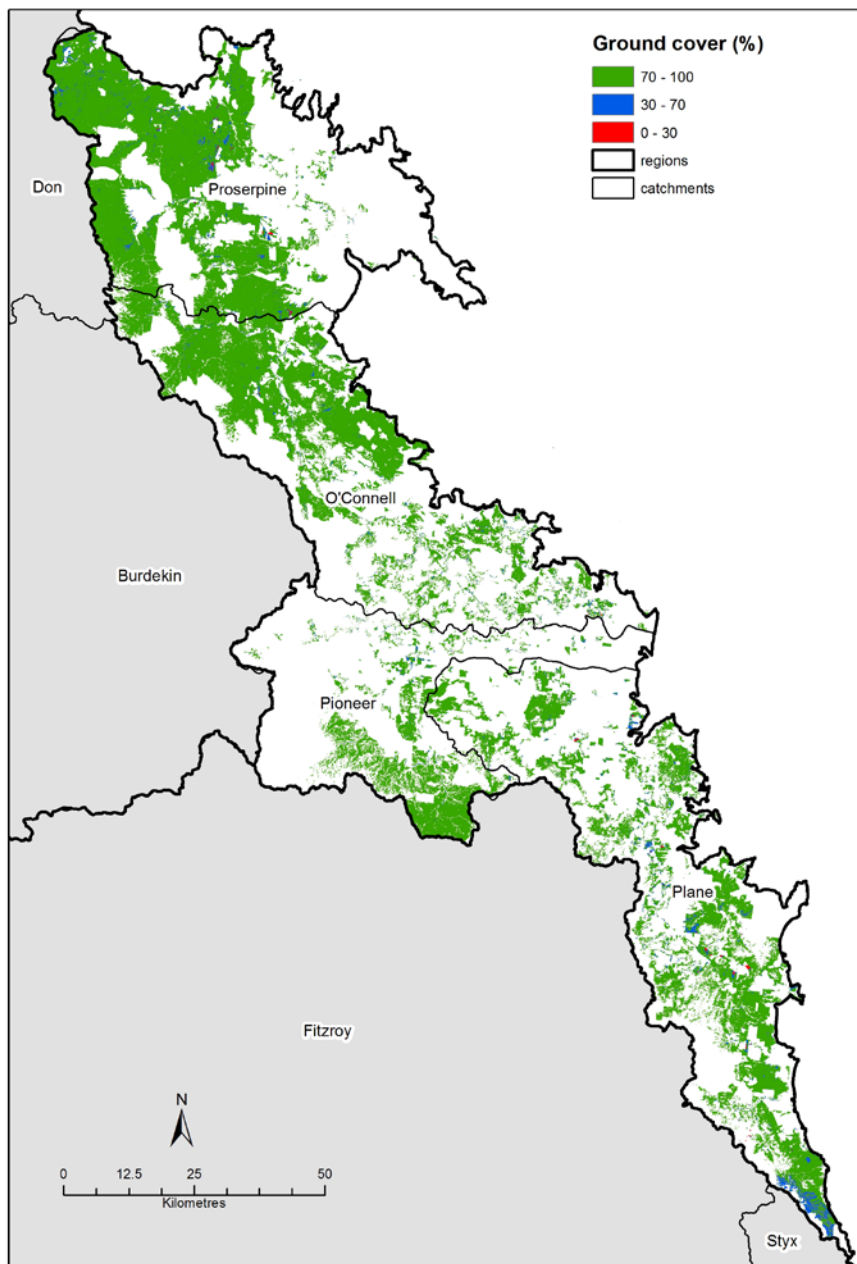 Ground cover (%)
70 - 100
30 - 70
0 - 30
regions
catchments
Don
Proserpine
O'Connell
Burdekin
Pioneer
Plane
Fitzroy
N
0 12.5 25 50
Kilometres
Styx